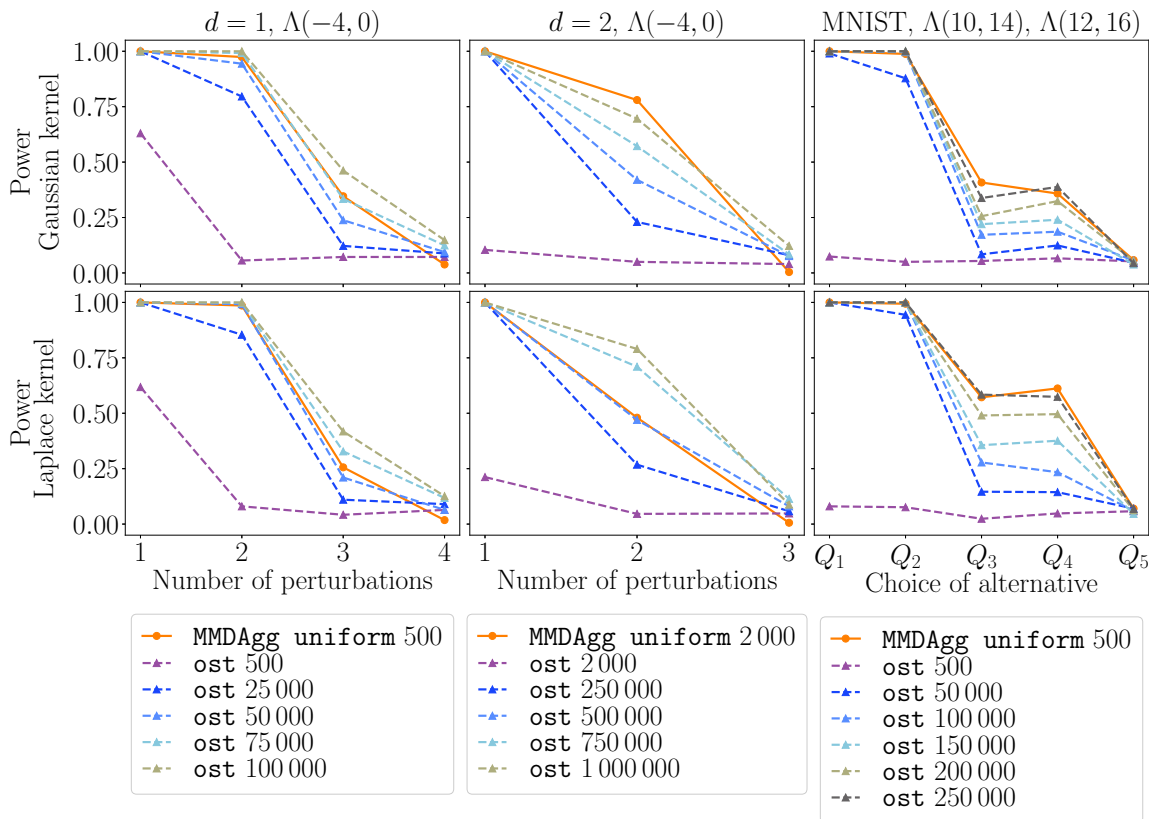 d = 1, Λ(−4, 0)
d = 2, Λ(−4, 0)
MNIST, Λ(10, 14), Λ(12, 16)
Power
Gaussian kernel
1.00
0.75
0.50
0.25
0.00
Power
Laplace kernel
1.00
0.75
0.50
0.25
0.00
1 2 3 4
Number of perturbations
1 2 3
Number of perturbations
Q1 Q2 Q3 Q4 Q5
Choice of alternative
MMDAgg uniform 500
ost 500
ost 25 000
ost 50 000
ost 75 000
ost 100 000
MMDAgg uniform 2 000
ost 2 000
ost 250 000
ost 500 000
ost 750 000
ost 1 000 000
MMDAgg uniform 500
ost 500
ost 50 000
ost 100 000
ost 150 000
ost 200 000
ost 250 000